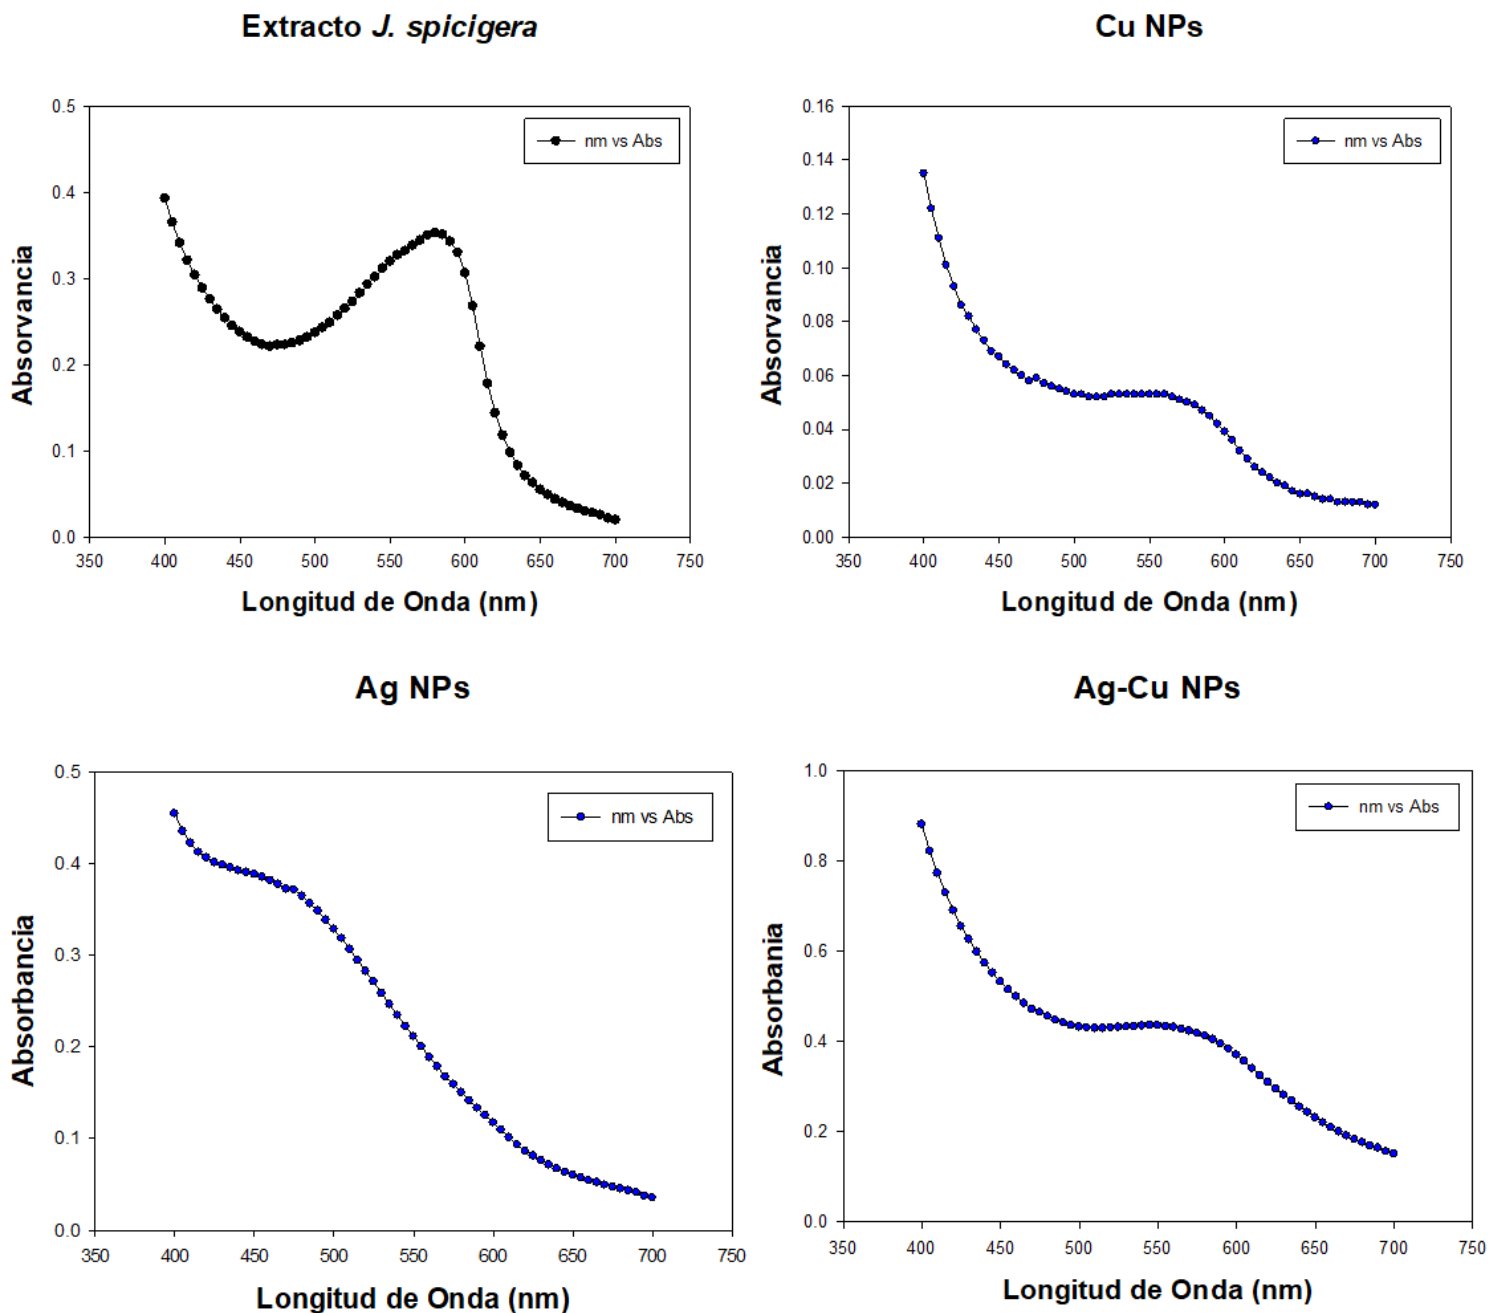 Extracto J. spicigera
0.5
0.4
0.3
0.2
0.1
0.0
Absorvancia
nm vs Abs
350 400 450 500 550 600 650 700 750
Longitud de Onda (nm)
Cu NPs
0.16
0.14
0.12
0.10
0.08
0.06
0.04
0.02
0.00
Absorvancia
nm vs Abs
350 400 450 500 550 600 650 700 750
Longitud de Onda (nm)
Ag NPs
0.5
0.4
0.3
0.2
0.1
0.0
Absorbancia
nm vs Abs
350 400 450 500 550 600 650 700 750
Longitud de Onda (nm)
Ag-Cu NPs
1.0
0.8
0.6
0.4
0.2
0.0
Absorbania
nm vs Abs
350 400 450 500 550 600 650 700 750
Longitud de Onda (nm)